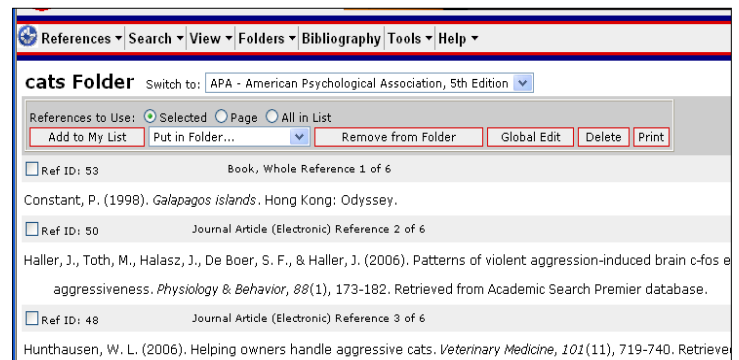 References Search View Folders Bibliography Tools Help
cats Folder Switch to: APA - American Psychological Association, 5th Edition
References to Use: Selected Page All in List
Add to My List Put in Folder... Remove from Folder Global Edit Delete Print
Ref ID: 53 Book, Whole Reference 1 of 6
Constant, P. (1998). Galapagos islands. Hong Kong: Odyssey.
Ref ID: 50 Journal Article (Electronic) Reference 2 of 6
Haller, J., Toth, M., Halasz, J., De Boer, S. F., & Haller, J. (2006). Patterns of violent aggression-induced brain c-fos e
aggressiveness. Physiology & Behavior, 88(1), 173-182. Retrieved from Academic Search Premier database.
Ref ID: 48 Journal Article (Electronic) Reference 3 of 6
Hunthausen, W. L. (2006). Helping owners handle aggressive cats. Veterinary Medicine, 101(11), 719-740. Retrieve